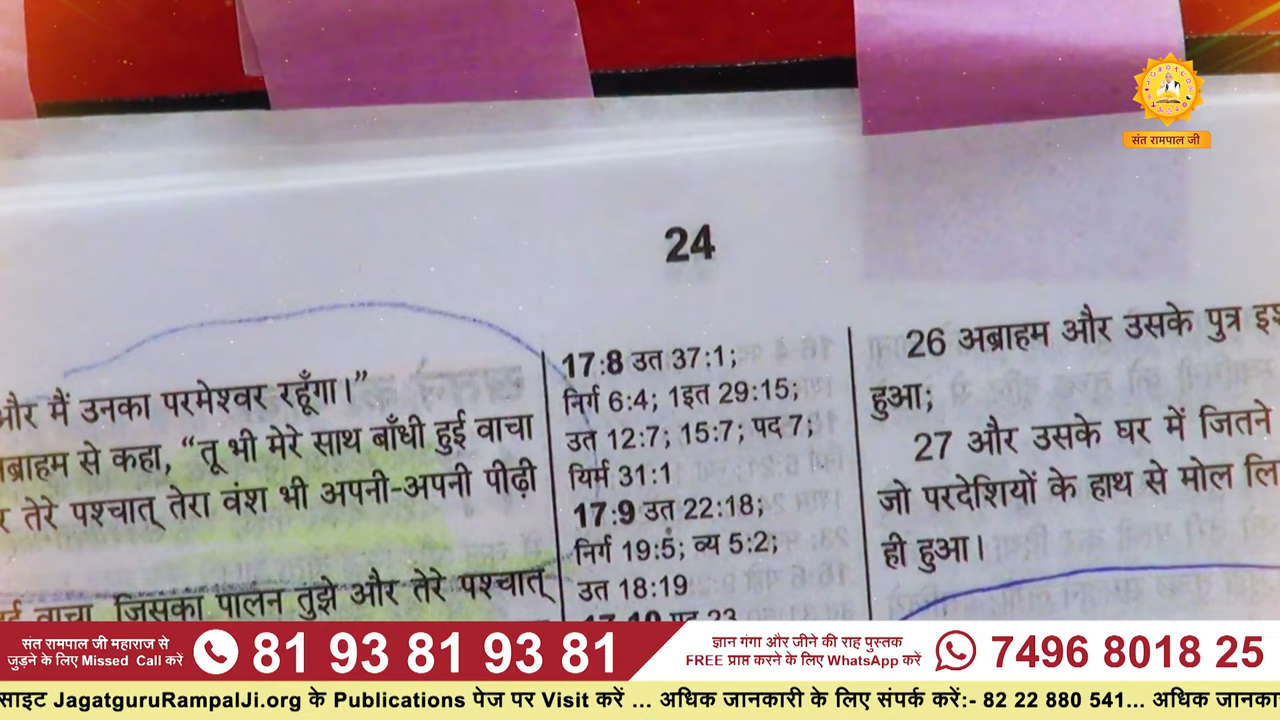 संत रामपाल जी
24
और मैं उनका परमेश्वर रहूँगा।”
अब्राहम से कहा, “तू भी मेरे साथ बाँधी हुई वाचा
तेरे पश्चात् तेरा वंश भी अपनी-अपनी पीढ़ी
वाचा जिसका पालन तुझे और तेरे पश्चात्
17:8 उत 37:1;
निर्ग 6:4; 1इत 29:15;
उत 12:7; 15:7; पद 7;
यिर्म 31:1
17:9 उत 22:18;
निर्ग 19:5; व्य 5:2;
उत 18:19
26 अब्राहम और उसके पुत्र
हुआ;
27 और उसके घर में जितने
जो परदेशियों के हाथ से मोल
ही हुआ।
संत रामपाल जी महाराज से
जुड़ने के लिए Missed Call करें
81 93 81 93 81
ज्ञान गंगा और जीने की राह पुस्तक
FREE प्राप्त करने के लिए WhatsApp करें
7496 8018 25
साइट JagatguruRampalJi.org के Publications पेज पर Visit करें ... अधिक जानकारी के लिए संपर्क करें:- 82 22 880 541... अधिक